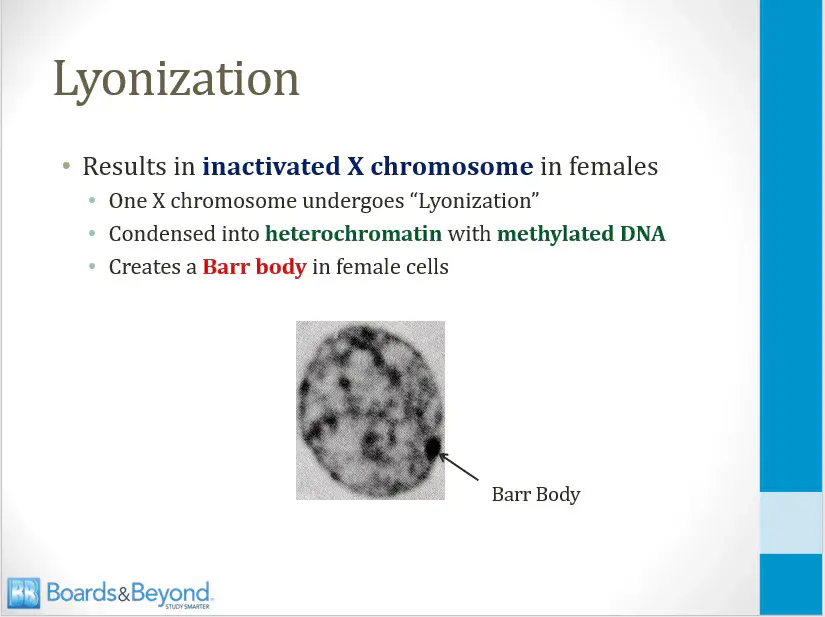 Lyonization
• Results in inactivated X chromosome in females
• One X chromosome undergoes “Lyonization”
• Condensed into heterochromatin with methylated DNA
• Creates a Barr body in female cells
Barr Body
BB Boards&Beyond.
STUDY SMARTER